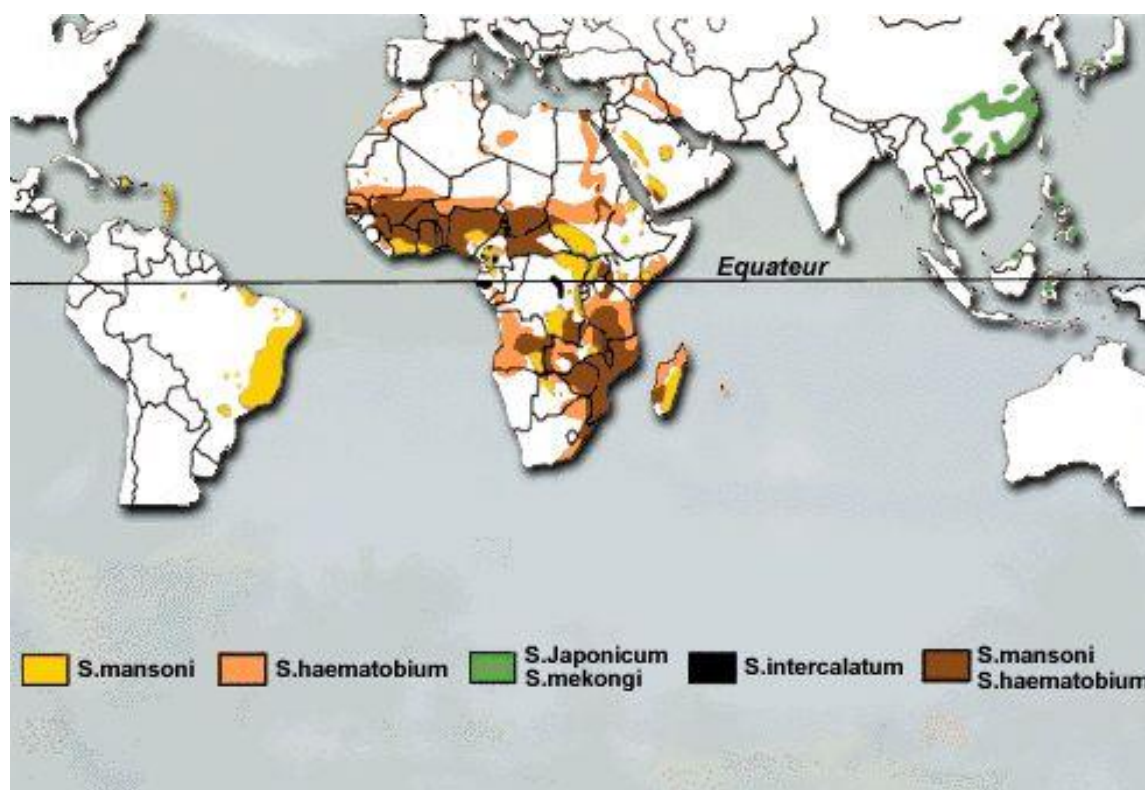 Equateur
S.mansoni
S.haematobium
S.Japonicum
S.mekongi
S.intercalatum
S.mansoni
S.haematobium